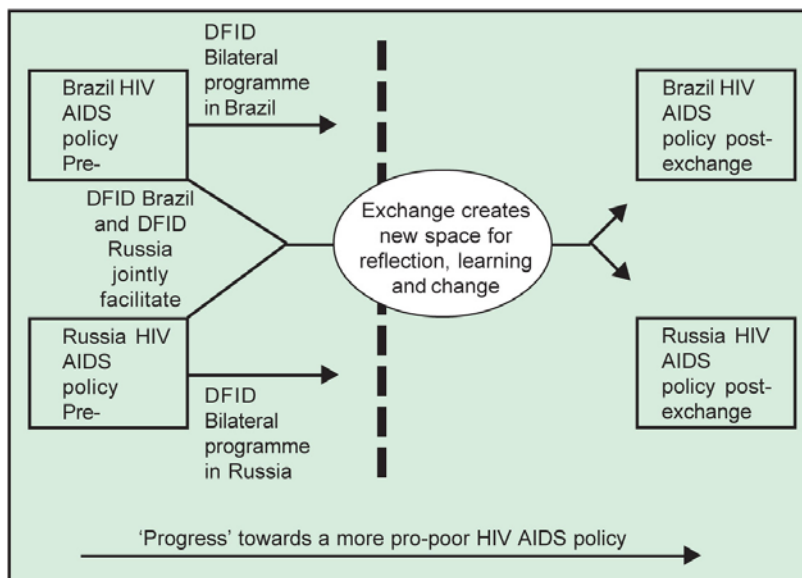 DFID
Bilateral
programme
in Brazil
Brazil HIV
AIDS
policy
Pre-
Brazil HIV
AIDS
policy post-
exchange
DFID Brazil
and DFID
Russia
jointly
facilitate
Exchange creates
new space for
reflection, learning
and change
Russia HIV
AIDS
policy
Pre-
Russia HIV
AIDS
policy post-
exchange
DFID
Bilateral
programme
in Russia
‘Progress’ towards a more pro-poor HIV AIDS policy